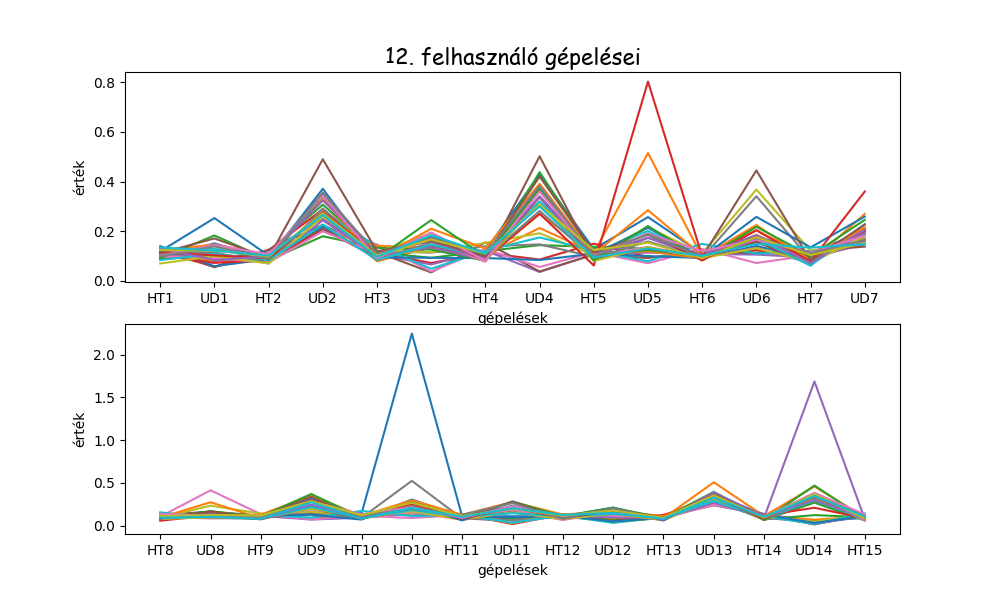 12. felhasználó gépelései
0.8
0.6
0.4
0.2
0.0
érték
HT1 UD1 HT2 UD2 HT3 UD3 HT4 UD4 HT5 UD5 HT6 UD6 HT7 UD7
gépelések
2.0
1.5
1.0
0.5
0.0
érték
HT8 UD8 HT9 UD9 HT10 UD10 HT11 UD11 HT12 UD12 HT13 UD13 HT14 UD14 HT15
gépelések